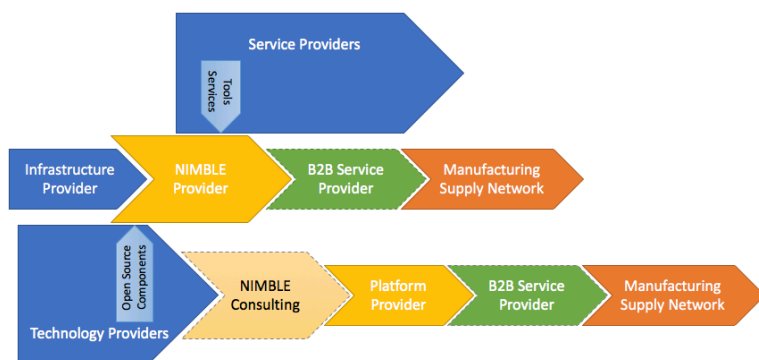 Service Providers
Tools
Services
Infrastructure
Provider
NIMBLE
Provider
B2B Service
Provider
Manufacturing
Supply Network
Open Source
Components
Technology Providers
NIMBLE
Consulting
Platform
Provider
B2B Service
Provider
Manufacturing
Supply Network